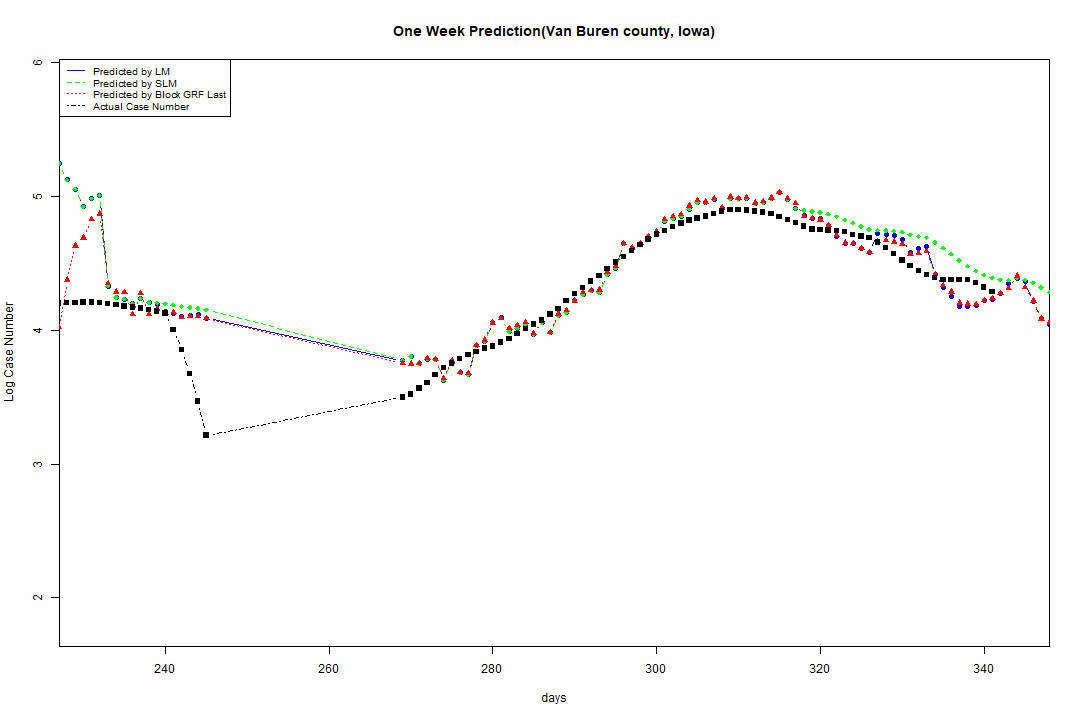 One Week Prediction(Van Buren county, Iowa)
6
Predicted by LM
Predicted by SLM
Predicted by Block GRF Last
Actual Case Number
5
4
3
2
Log Case Number
240 260 280 300 320 340
days